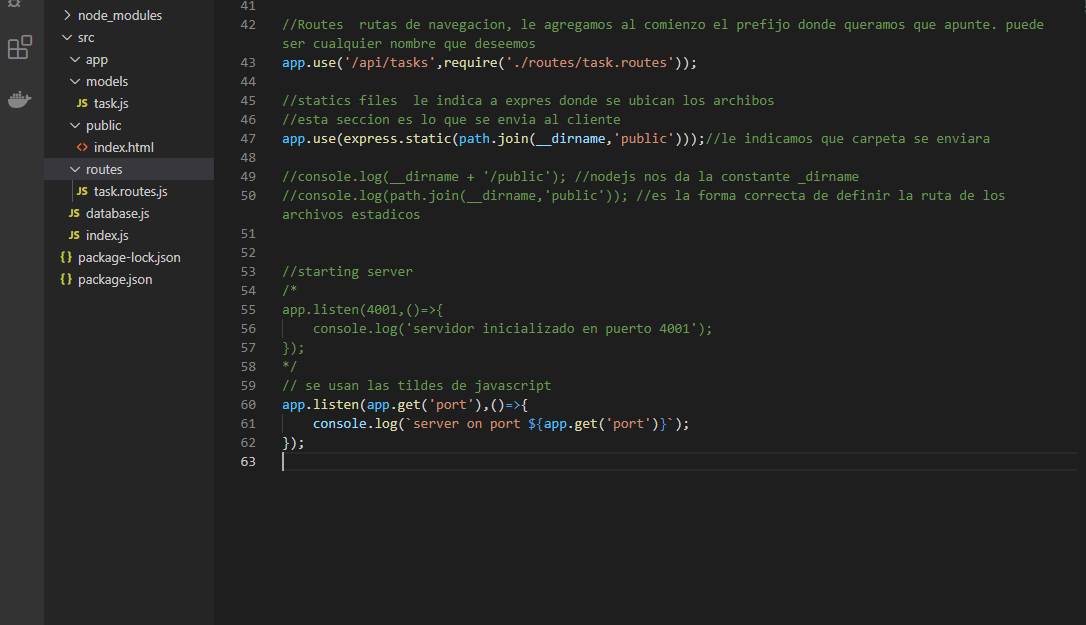 node_modules
src
app
models
JS task.js
public
<> index.html
routes
JS task.routes.js
JS database.js
JS index.js
{} package-lock.json
{} package.json
41
42 //Routes  rutas de navegacion, le agregamos al comienzo el prefijo donde queramos que apunte. puede
ser cualquier nombre que deseemos
43 app.use('/api/tasks',require('./routes/task.routes'));
44
45 //statics files  le indica a expres donde se ubican los archibos
46 //esta seccion es lo que se envia al cliente
47 app.use(express.static(path.join(__dirname,'public')));//le indicamos que carpeta se enviara
48
49 //console.log(__dirname + '/public'); //nodejs nos da la constante _dirname
50 //console.log(path.join(__dirname,'public')); //es la forma correcta de definir la ruta de los
archivos estadicos
51
52
53 //starting server
54 /*
55 app.listen(4001,()=>{
56     console.log('servidor inicializado en puerto 4001');
57 });
58 */
59 // se usan las tildes de javascript
60 app.listen(app.get('port'),()=>{
61     console.log(`server on port ${app.get('port')}`);
62 });
63